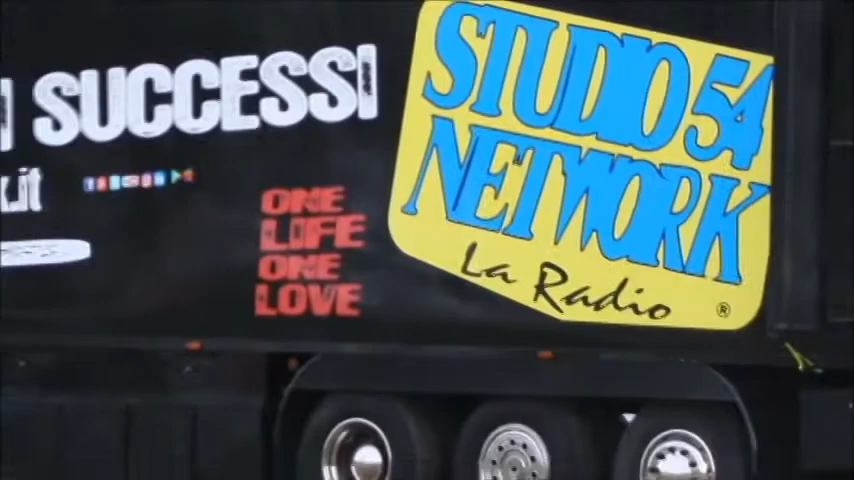 SUCCESSI
.it
ONE
LIFE
ONE
LOVE
STUDIO 54
NETWORK
La Radio
®